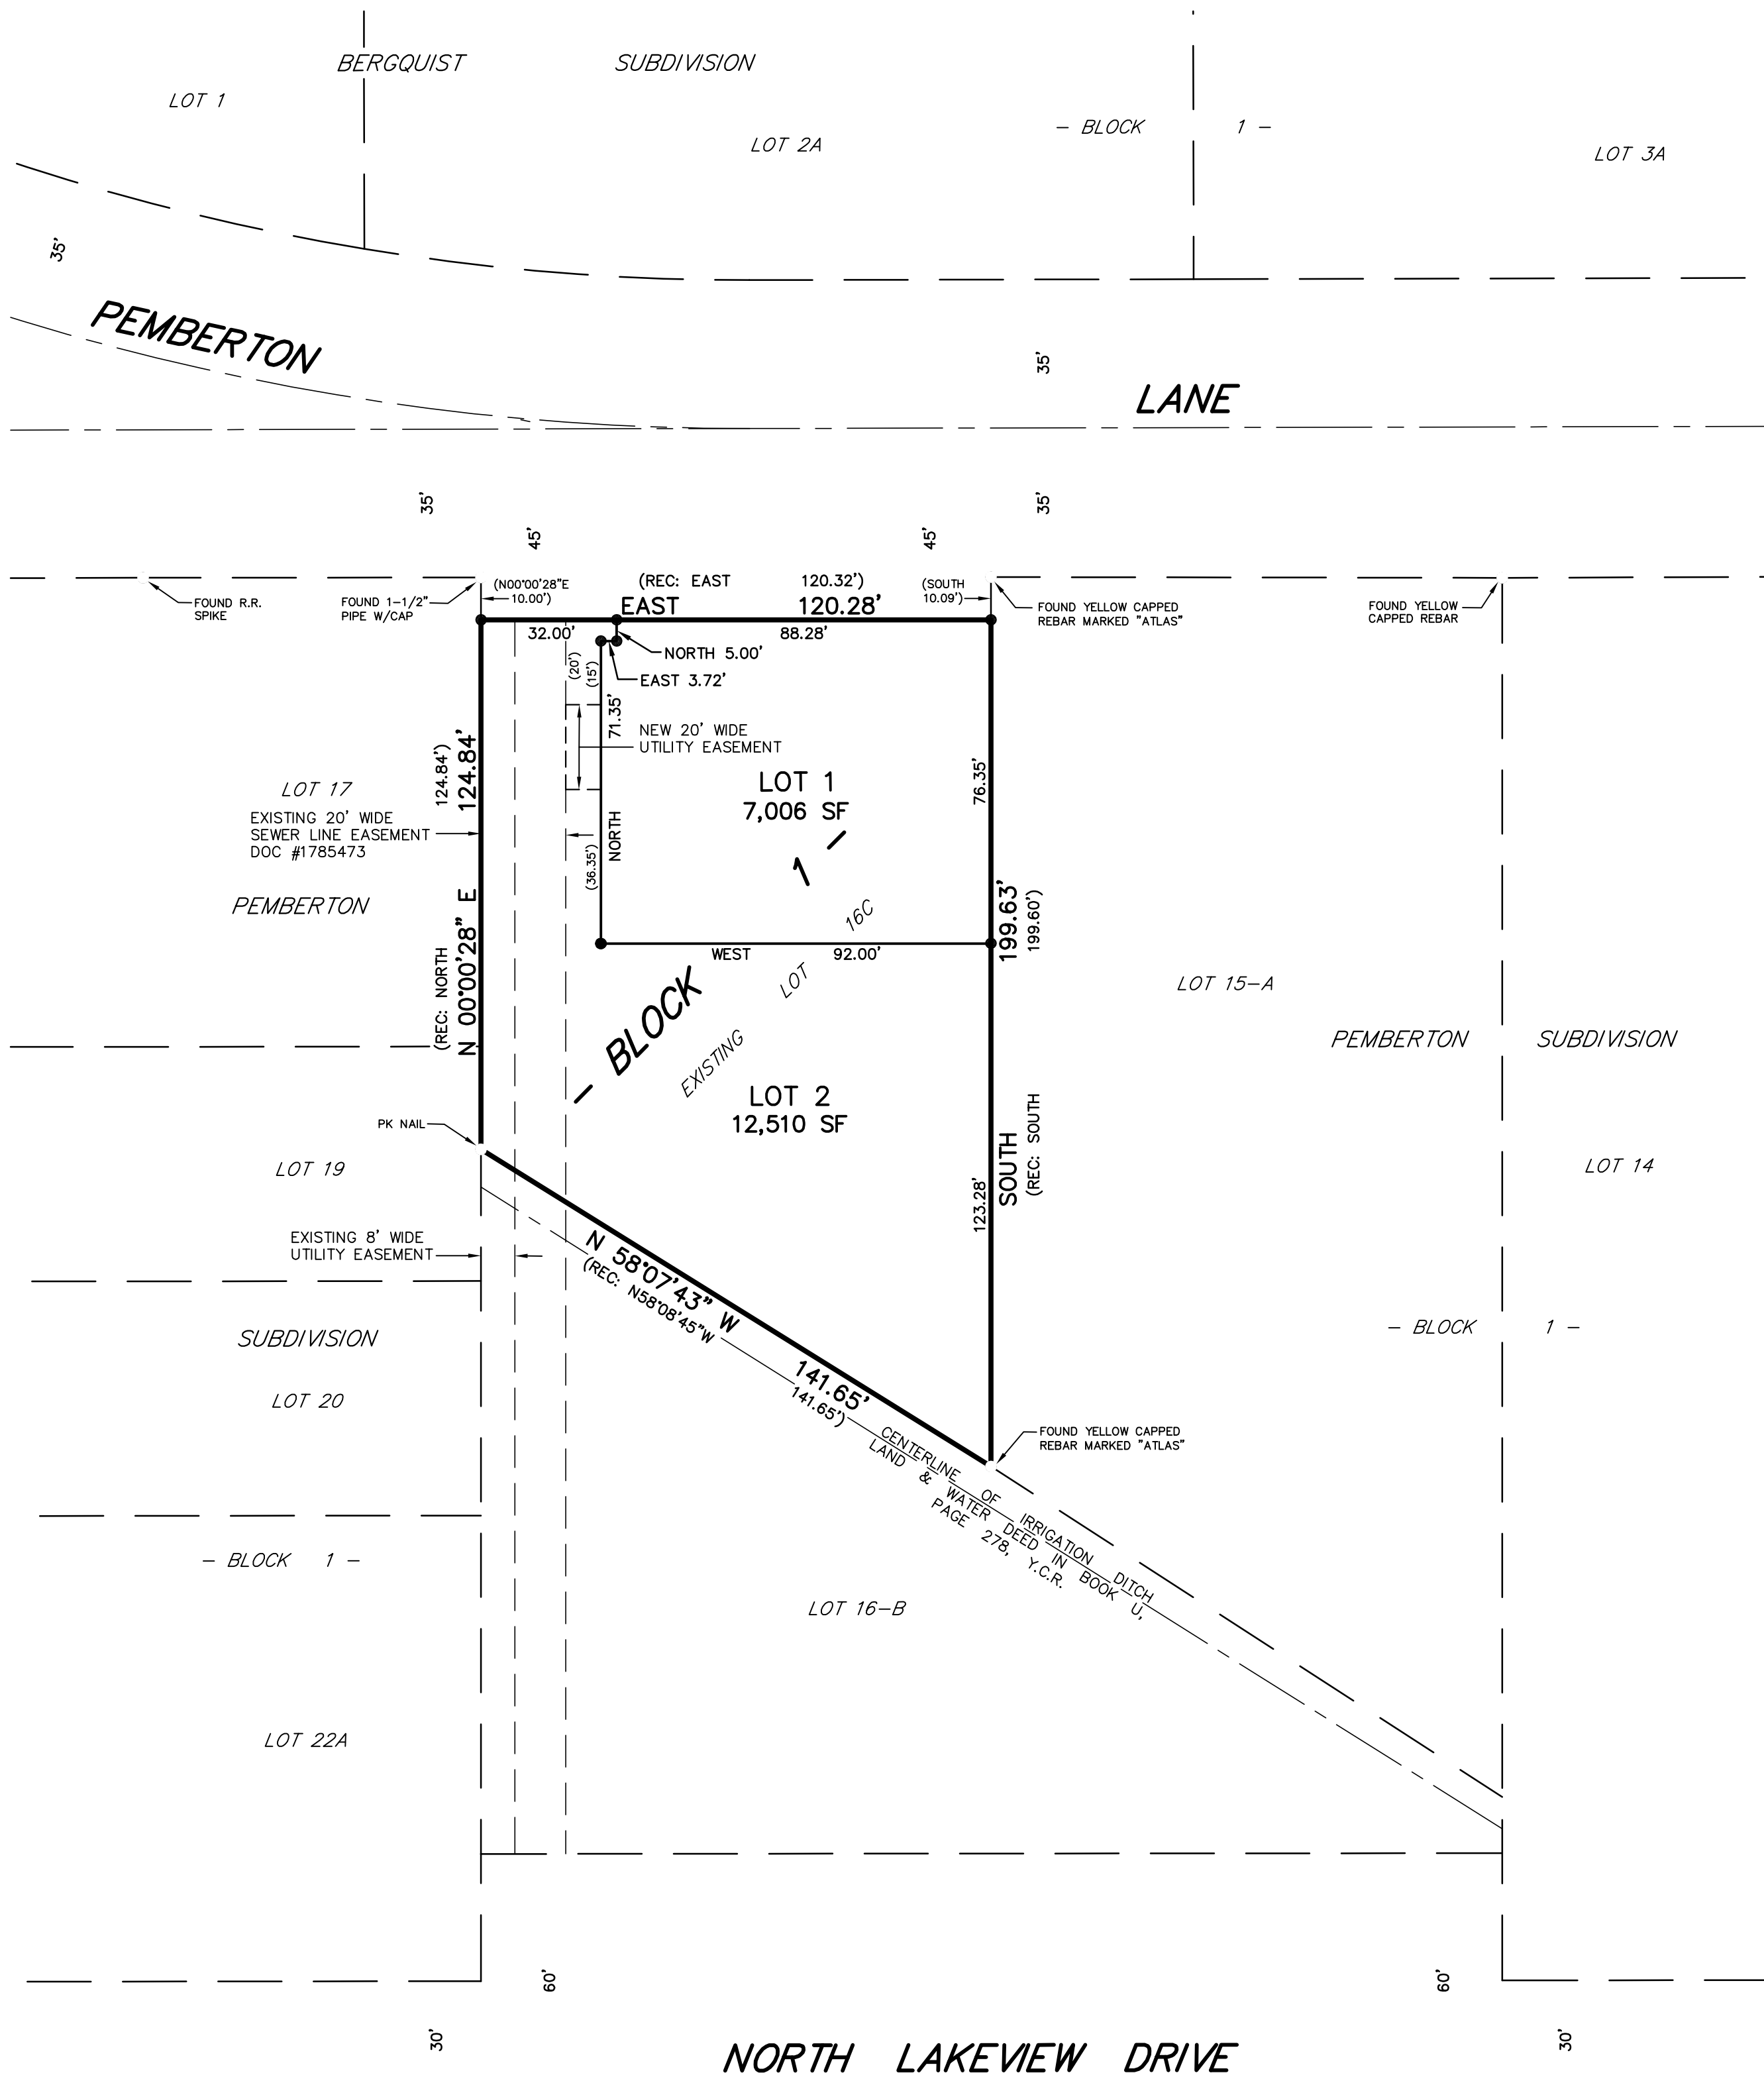 BERGQUIST SUBDIVISION
LOT 1
LOT 2A
- BLOCK 1 -
LOT 3A
35'
PEMBERTON
35'
LANE
35'
35'
45'
45'
FOUND R.R.
SPIKE
FOUND 1-1/2"
PIPE W/CAP
(N00°00'28"E
10.00')
(REC: EAST 120.32')
EAST 120.28'
(SOUTH
10.09')
FOUND YELLOW CAPPED
REBAR MARKED "ATLAS"
FOUND YELLOW
CAPPED REBAR
32.00'
88.28'
NORTH 5.00'
EAST 3.72'
(20')
(15')
71.35'
NORTH
(36.35')
NEW 20' WIDE
UTILITY EASEMENT
LOT 1
7,006 SF
76.35'
N 00°00'28" E 124.84'
(REC: NORTH 124.84')
LOT 17
EXISTING 20' WIDE
SEWER LINE EASEMENT
DOC #1785473
PEMBERTON
- BLOCK 1 -
EXISTING LOT 16C
WEST 92.00'
SOUTH 199.63'
(REC: SOUTH 199.60')
LOT 15-A
PEMBERTON SUBDIVISION
LOT 2
12,510 SF
PK NAIL
LOT 19
123.28'
LOT 14
EXISTING 8' WIDE
UTILITY EASEMENT
N 58°07'43" W 141.65'
(REC: N58°08'45"W 141.65')
SUBDIVISION
- BLOCK 1 -
LOT 20
FOUND YELLOW CAPPED
REBAR MARKED "ATLAS"
CENTERLINE OF IRRIGATION DITCH
LAND & WATER DEED IN BOOK U,
PAGE 278, Y.C.R.
- BLOCK 1 -
LOT 16-B
LOT 22A
60'
60'
30'
30'
NORTH LAKEVIEW DRIVE